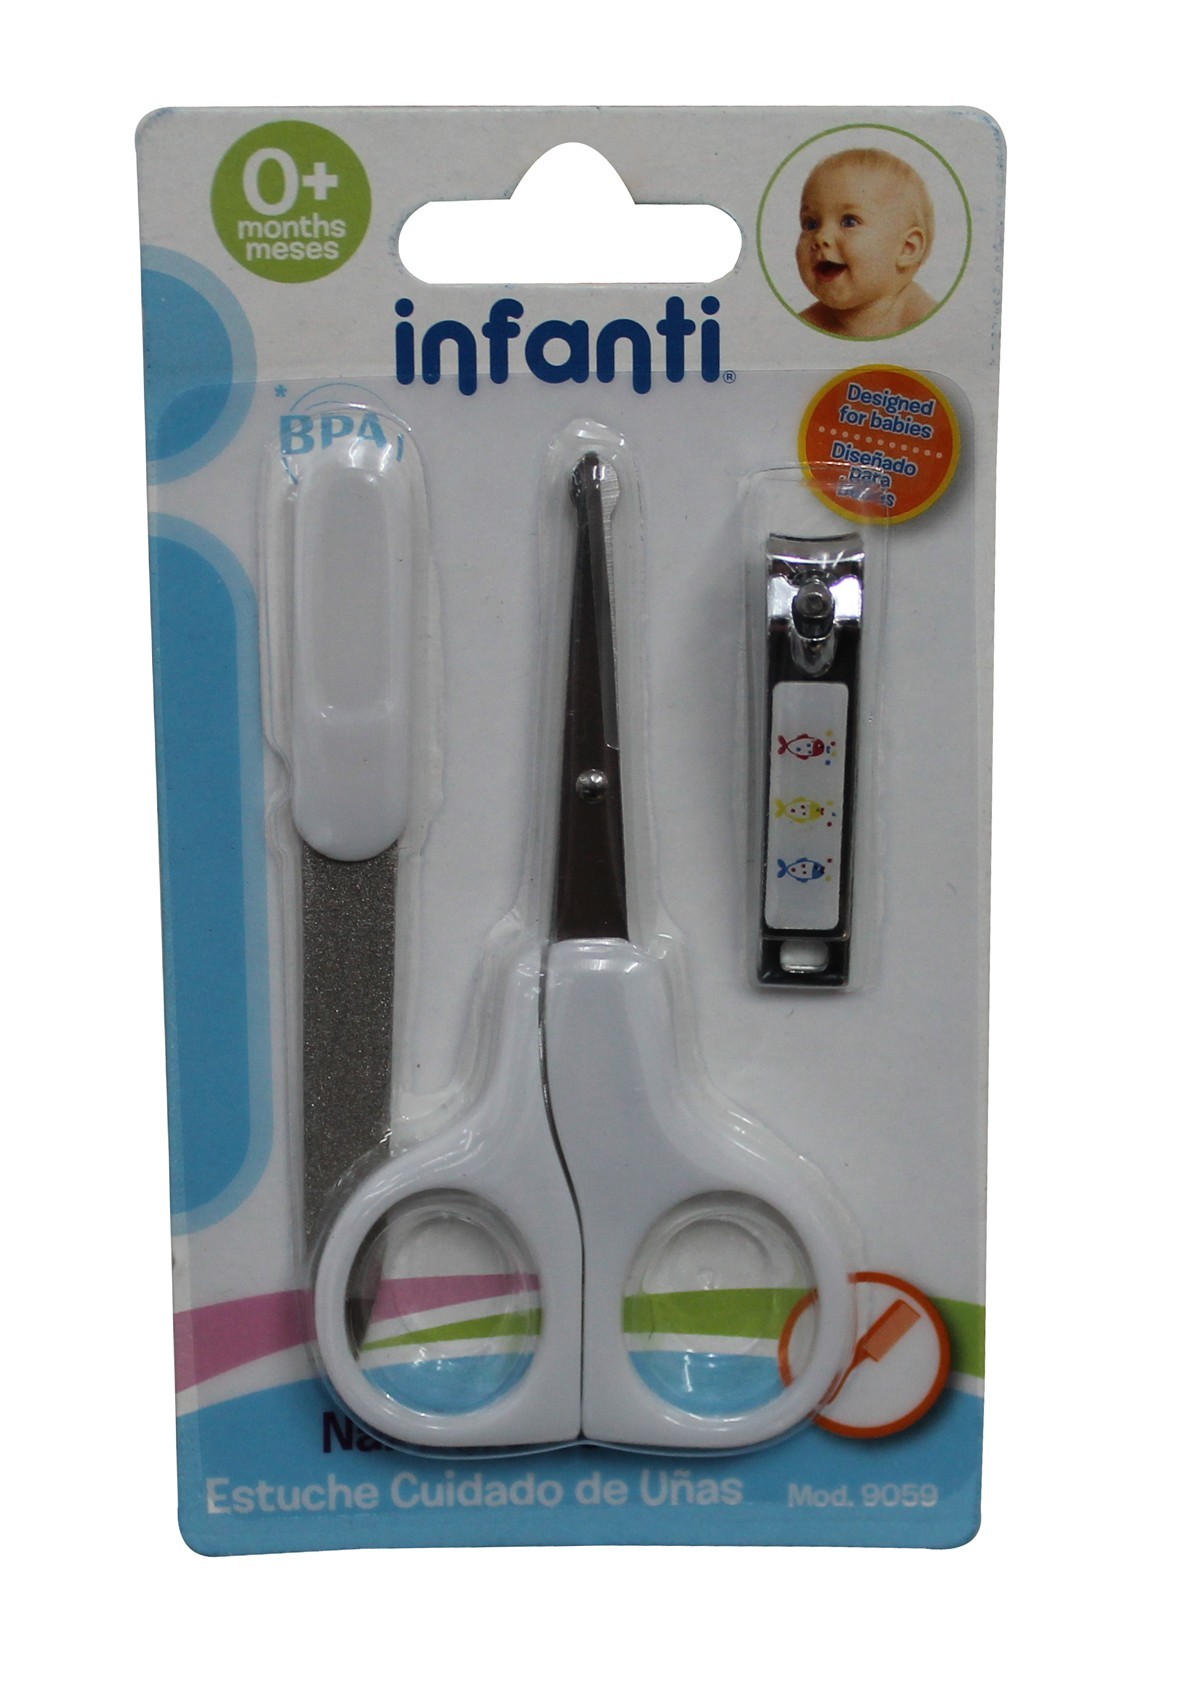 0+
months
meses
infanti®
* BPA
Designed
for babies
Diseñado
para
Estuche Cuidado de Uñas
Mod. 9059